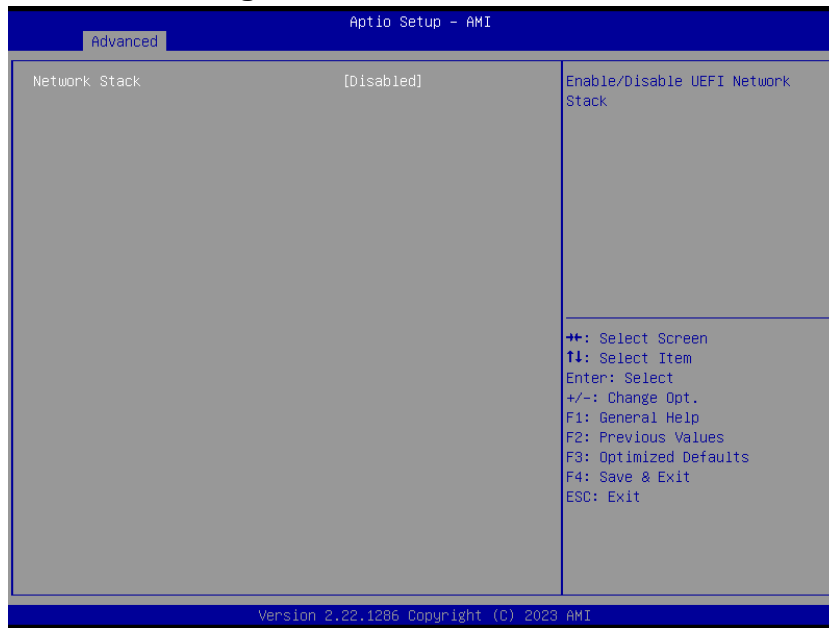 Aptio Setup – AMI
Advanced
Network Stack [Disabled]
Enable/Disable UEFI Network
Stack
→←: Select Screen
↑↓: Select Item
Enter: Select
+/-: Change Opt.
F1: General Help
F2: Previous Values
F3: Optimized Defaults
F4: Save & Exit
ESC: Exit
Version 2.22.1286 Copyright (C) 2023 AMI